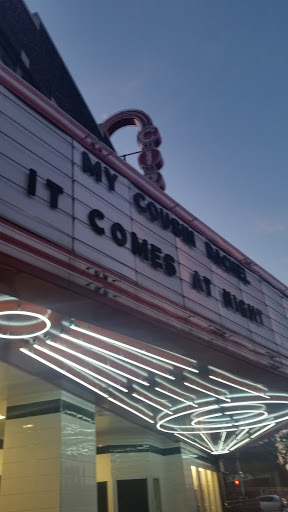 MY COUSIN RACHEL
IT COMES AT NIGHT